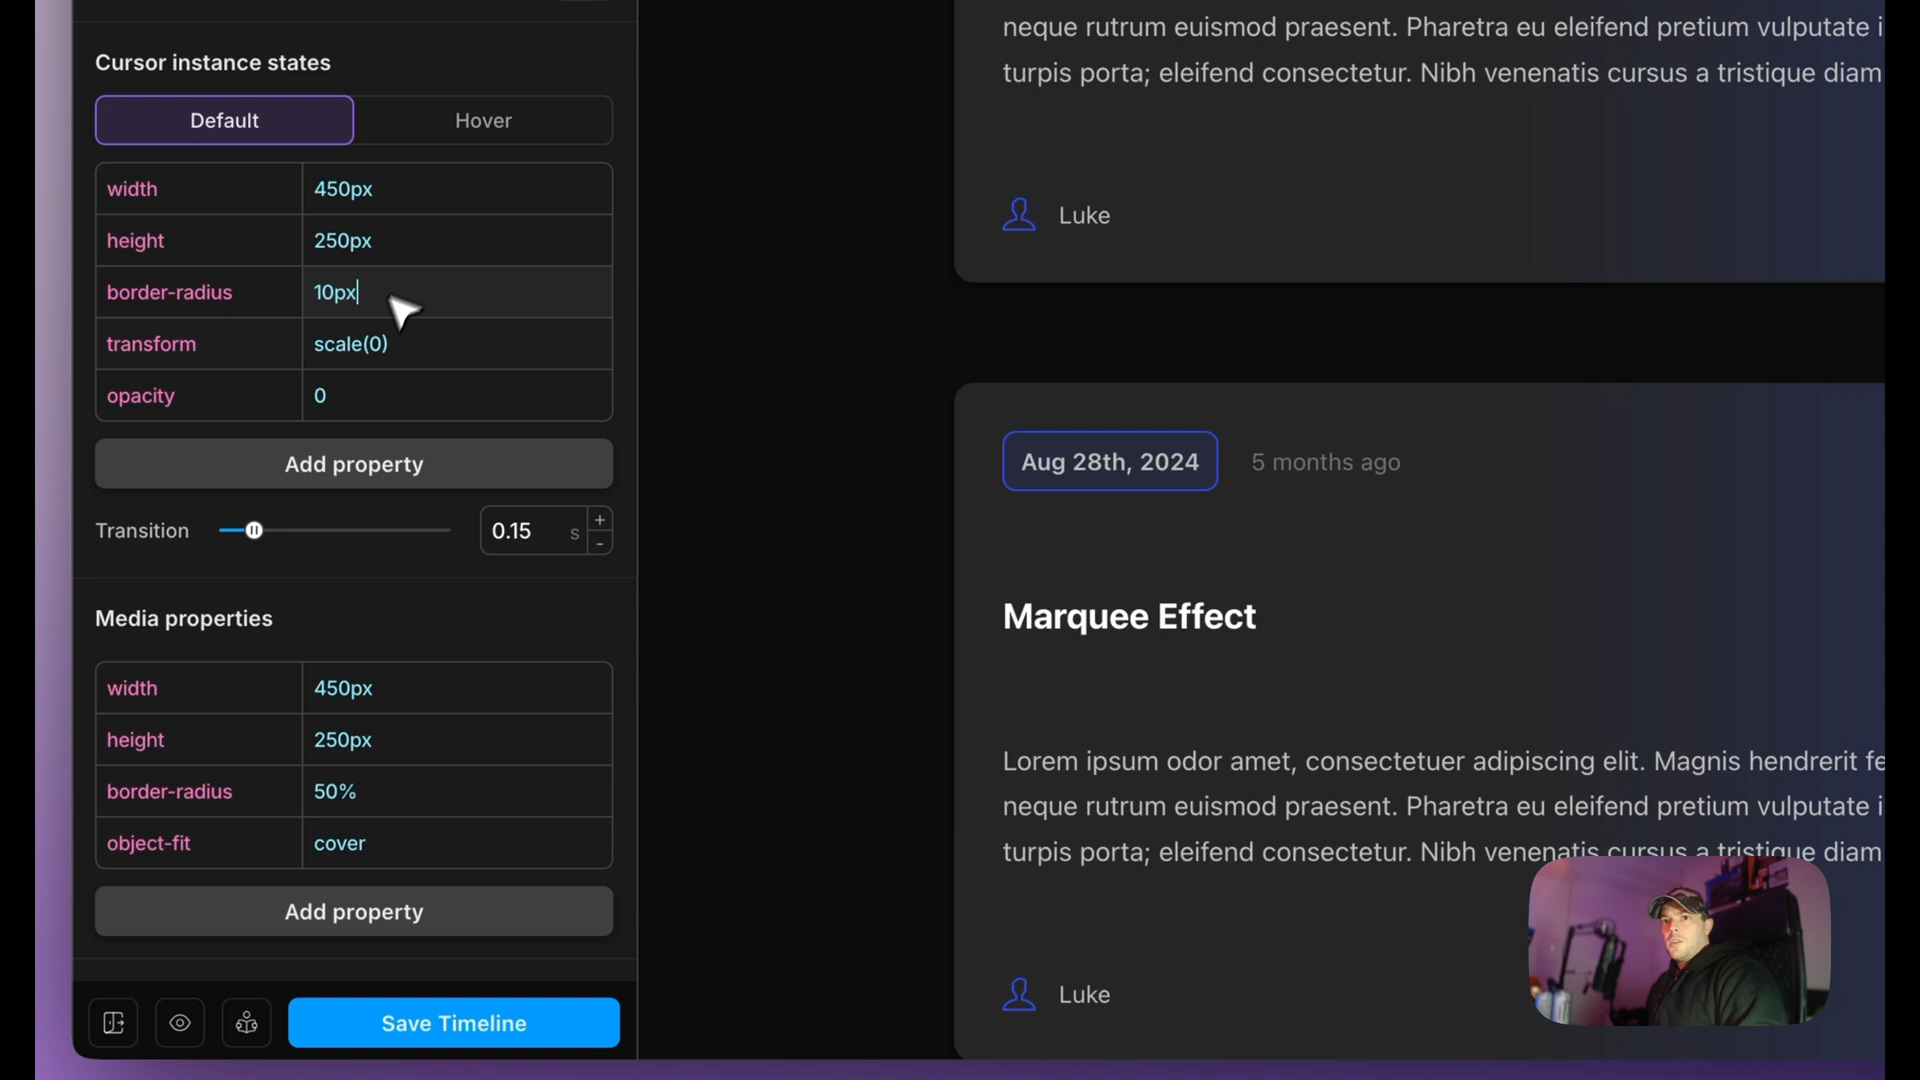 Cursor instance states
Default
Hover
width 450px
height 250px
border-radius 10px
transform scale(0)
opacity 0
Add property
Transition 0.15 s + -
Media properties
width 450px
height 250px
border-radius 50%
object-fit cover
Add property
Save Timeline
neque rutrum euismod praesent. Pharetra eu eleifend pretium vulputate i
turpis porta; eleifend consectetur. Nibh venenatis cursus a tristique diam
Luke
Aug 28th, 2024
5 months ago
Marquee Effect
Lorem ipsum odor amet, consectetuer adipiscing elit. Magnis hendrerit fe
neque rutrum euismod praesent. Pharetra eu eleifend pretium vulputate i
turpis porta; eleifend consectetur. Nibh venenatis cursus a tristique diam
Luke